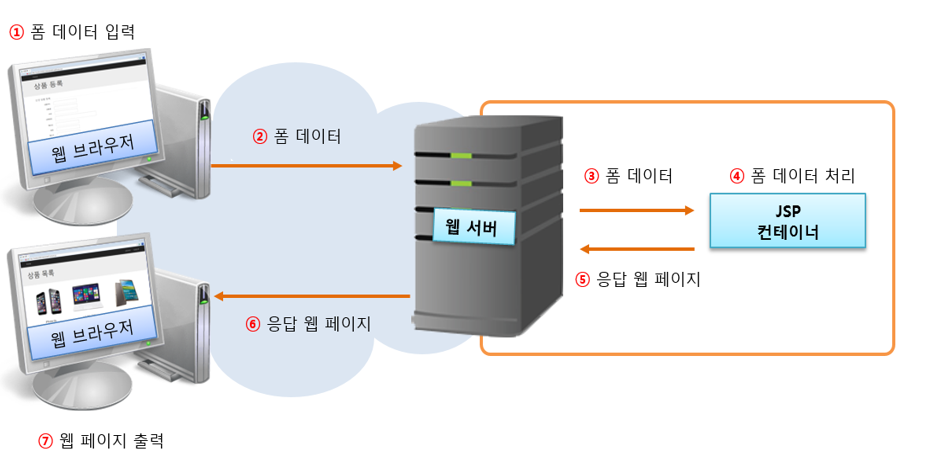 ① 폼 데이터 입력
상품 등록
웹 브라우저
② 폼 데이터
웹 서버
③ 폼 데이터
④ 폼 데이터 처리
JSP
컨테이너
⑤ 응답 웹 페이지
상품 목록
웹 브라우저
⑥ 응답 웹 페이지
⑦ 웹 페이지 출력